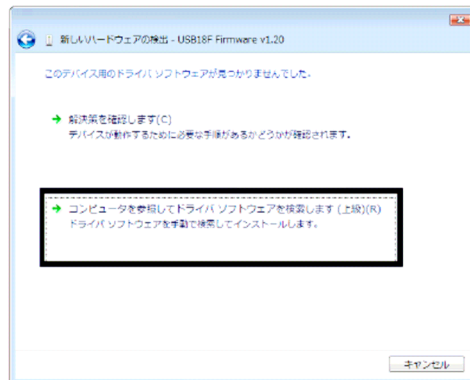 新しいハードウェアの検出 - USB18F Firmware v1.20
このデバイス用のドライバ ソフトウェアが見つかりませんでした。
解決策を確認します(C)
デバイスが動作するために必要な手順があるかどうかが確認されます。
コンピュータを参照してドライバ ソフトウェアを検索します (上級)(R)
ドライバ ソフトウェアを手動で検索してインストールします。
キャンセル